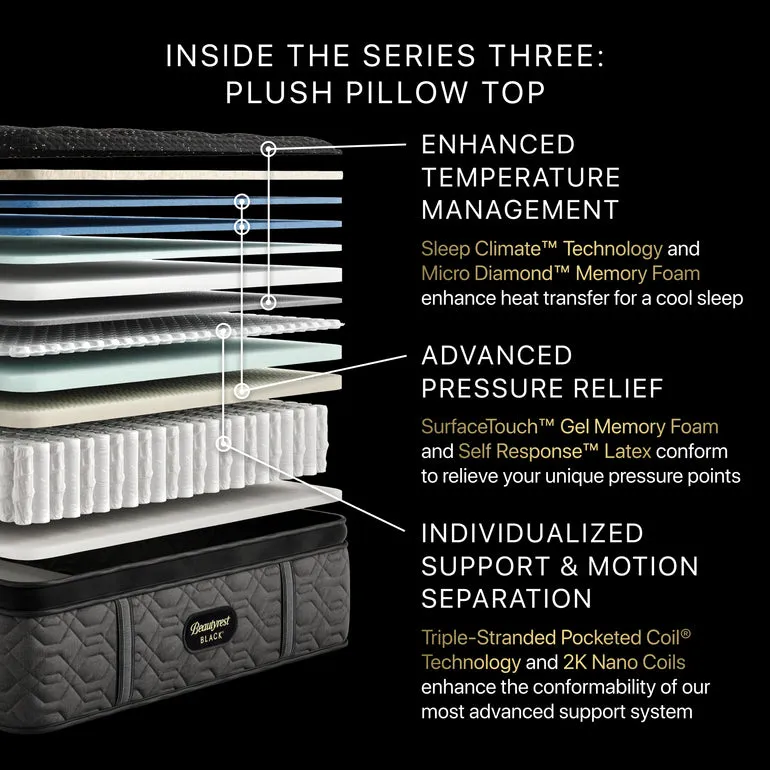 INSIDE THE SERIES THREE:
PLUSH PILLOW TOP
ENHANCED
TEMPERATURE
MANAGEMENT
Sleep Climate™ Technology and
Micro Diamond™ Memory Foam
enhance heat transfer for a cool sleep
ADVANCED
PRESSURE RELIEF
SurfaceTouch™ Gel Memory Foam
and Self Response™ Latex conform
to relieve your unique pressure points
INDIVIDUALIZED
SUPPORT & MOTION
SEPARATION
Triple-Stranded Pocketed Coil®
Technology and 2K Nano Coils
enhance the conformability of our
most advanced support system
Beautyrest
BLACK®